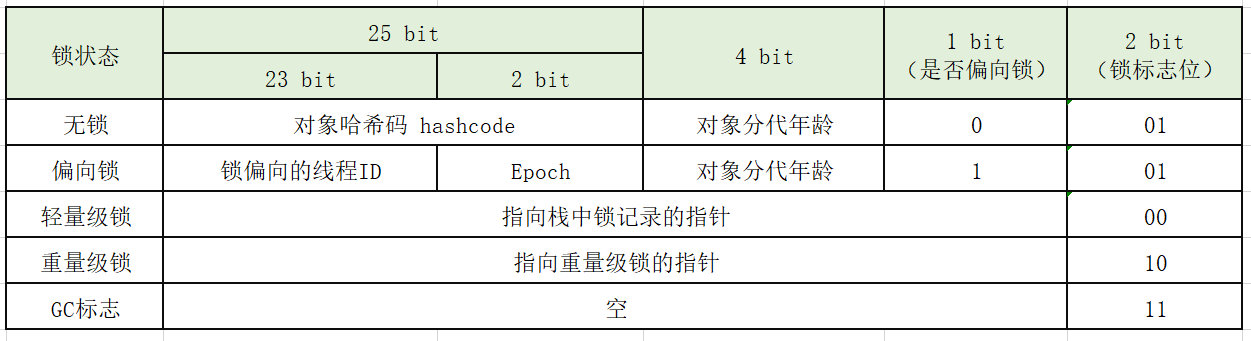 锁状态
25 bit
23 bit
2 bit
4 bit
1 bit
(是否偏向锁)
2 bit
(锁标志位)
无锁
对象哈希码 hashcode
对象分代年龄
0
01
偏向锁
锁偏向的线程ID
Epoch
对象分代年龄
1
01
轻量级锁
指向栈中锁记录的指针
00
重量级锁
指向重量级锁的指针
10
GC标志
空
11